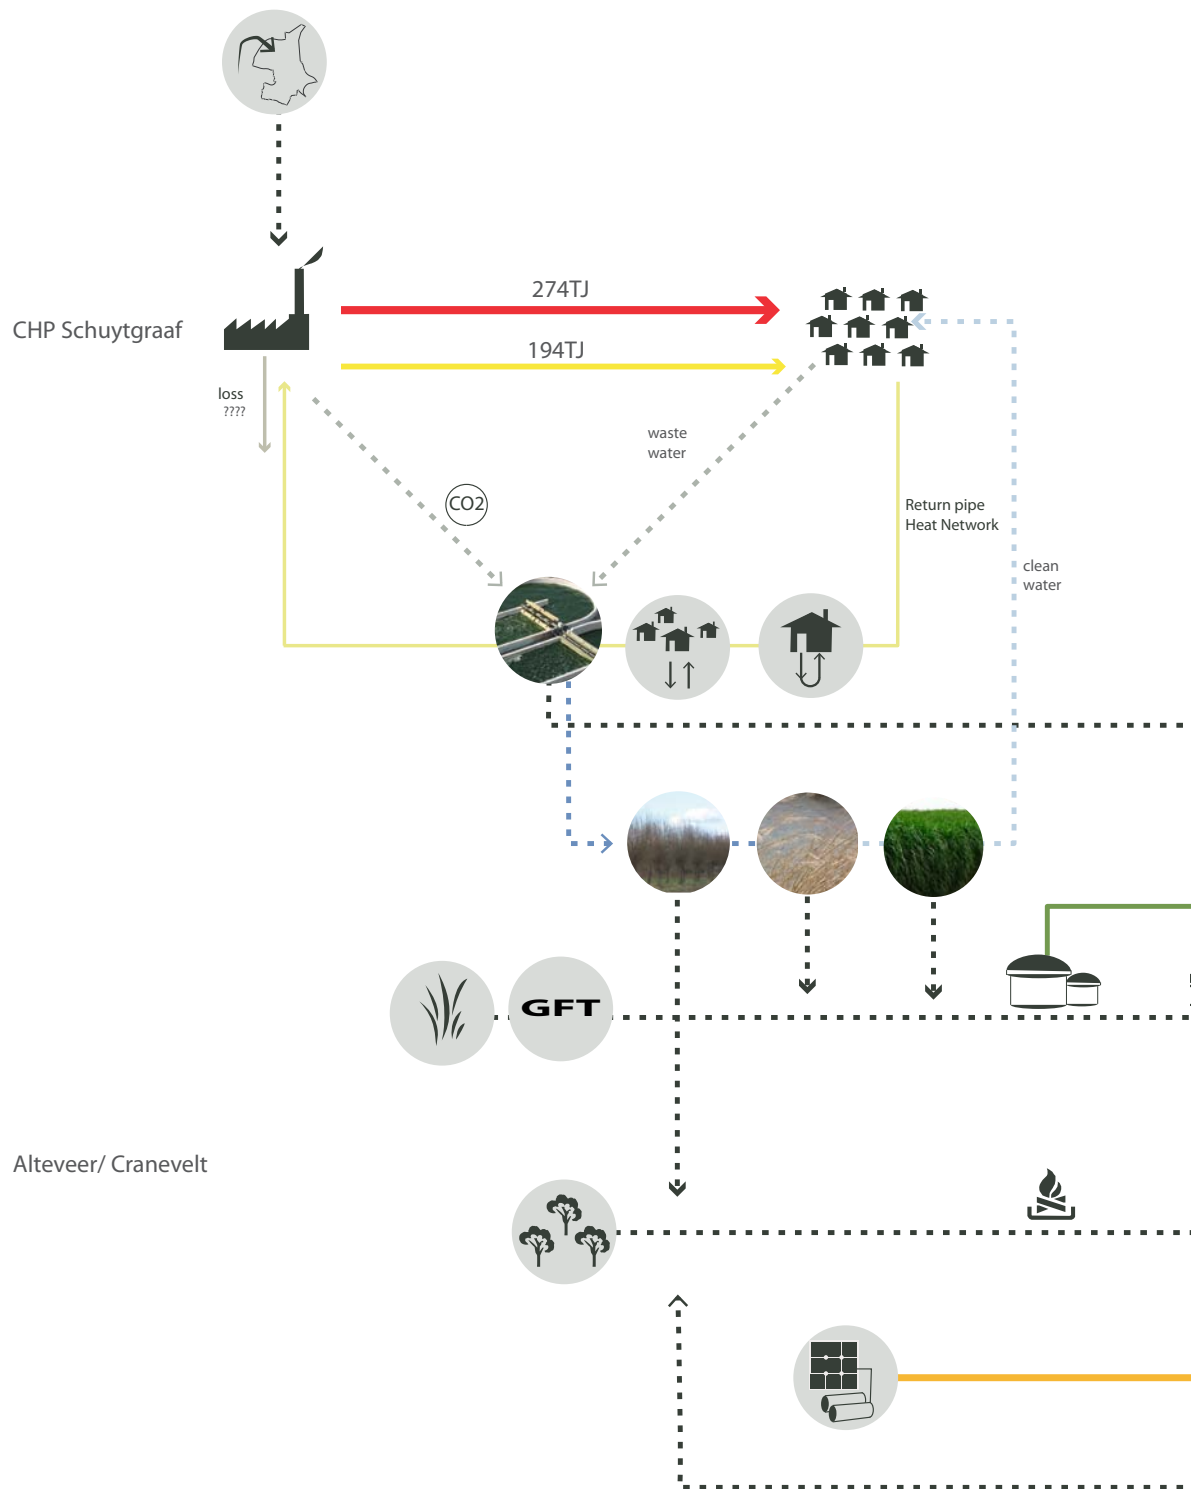 274TJ
CHP Schuytgraaf
194TJ
loss
????
waste
water
CO2
Return pipe
Heat Network
clean
water
GFT
Alteveer/ Cranevelt